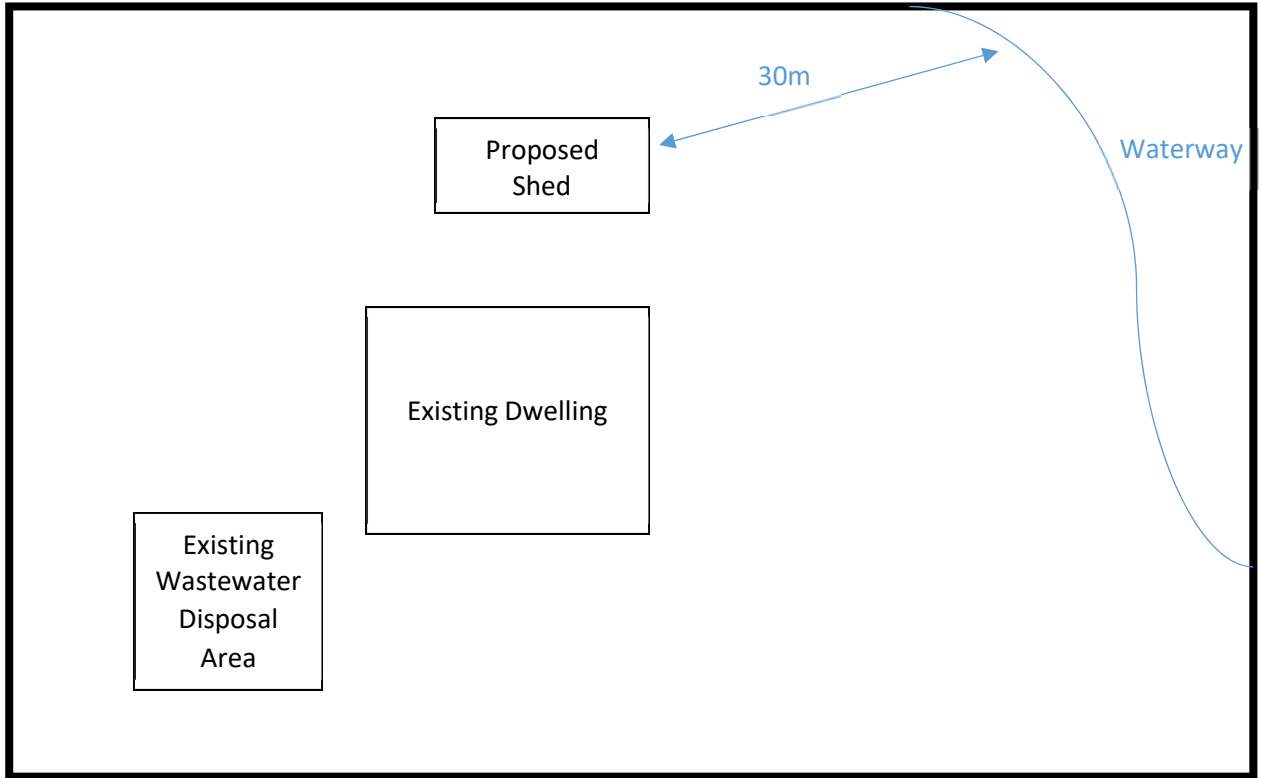 30m
Waterway
Proposed
Shed
Existing Dwelling
Existing
Wastewater
Disposal
Area